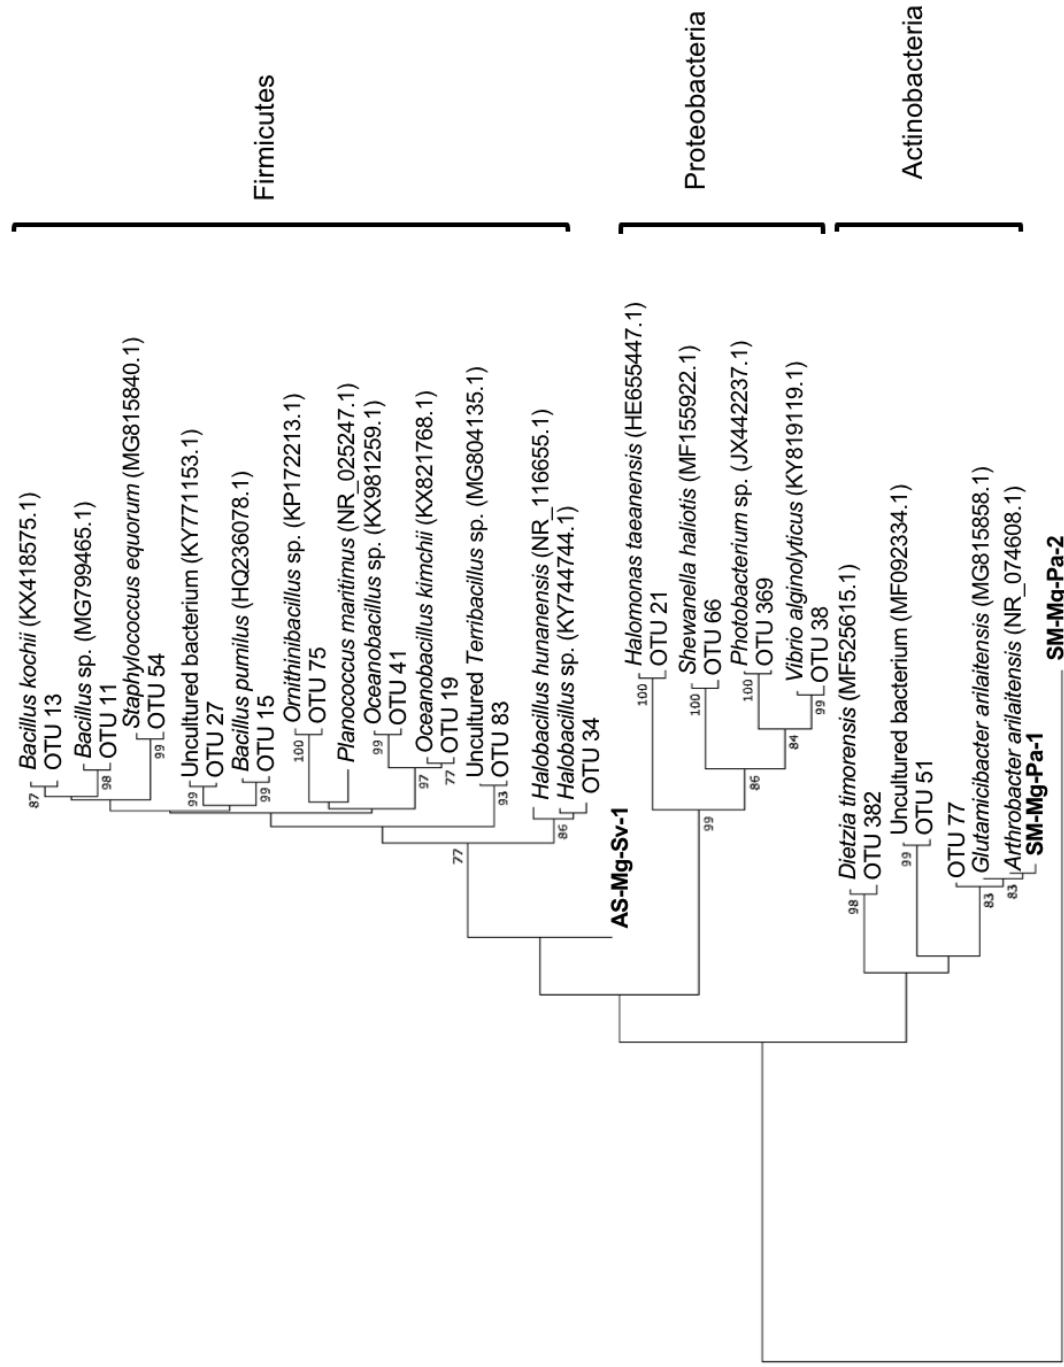 Firmicutes
Proteobacteria
Actinobacteria
Bacillus kochii (KX418575.1)
OTU 13
87
Bacillus sp. (MG799465.1)
OTU 11
98
Staphylococcus equorum (MG815840.1)
OTU 54
99
Uncultured bacterium (KY771153.1)
OTU 27
99
Bacillus pumilus (HQ236078.1)
OTU 15
99
Ornithinibacillus sp. (KP172213.1)
OTU 75
100
Planococcus maritimus (NR_025247.1)
Oceanobacillus sp. (KX981259.1)
OTU 41
99
97
Oceanobacillus kimchii (KX821768.1)
OTU 19
77
Uncultured Terribacillus sp. (MG804135.1)
OTU 83
93
77
Halobacillus hunanensis (NR_116655.1)
Halobacillus sp. (KY744744.1)
OTU 34
86
AS-Mg-Sv-1
Halomonas taeanensis (HE655447.1)
OTU 21
100
Shewanella haliotis (MF155922.1)
OTU 66
100
99
Photobacterium sp. (JX442237.1)
OTU 369
100
86
84
Vibrio alginolyticus (KY819119.1)
OTU 38
99
Dietzia timorensis (MF525615.1)
OTU 382
98
Uncultured bacterium (MF092334.1)
OTU 51
99
OTU 77
Glutamicibacter arilaitensis (MG815858.1)
83
Arthrobacter arilaitensis (NR_074608.1)
83
SM-Mg-Pa-1
SM-Mg-Pa-2